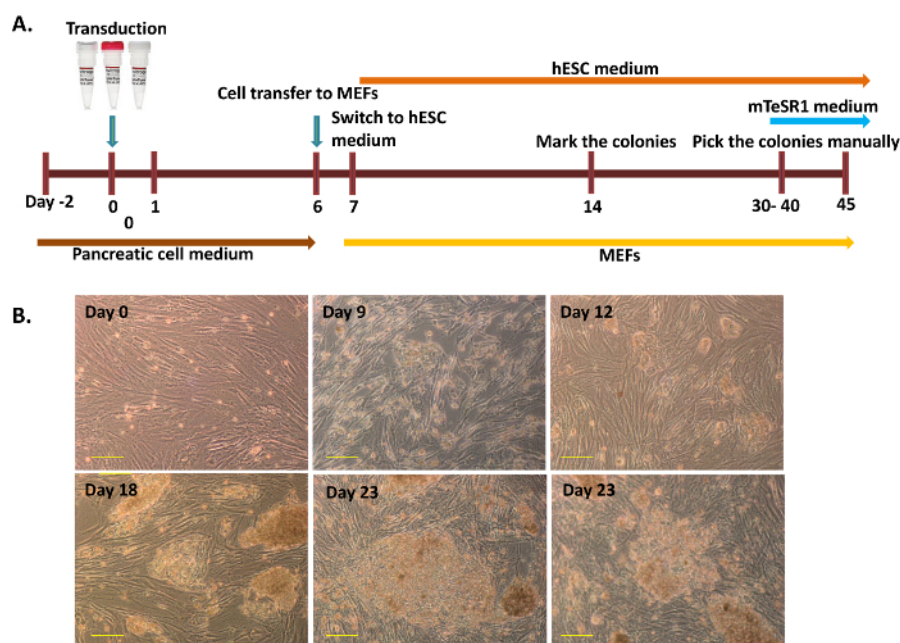 A.
Transduction
hESC medium
Cell transfer to MEFs
mTeSR1 medium
Switch to hESC
medium
Mark the colonies
Pick the colonies manually
Day -2
0
1
6
7
14
30- 40
45
0
Pancreatic cell medium
MEFs
B.
Day 0
Day 9
Day 12
Day 18
Day 23
Day 23